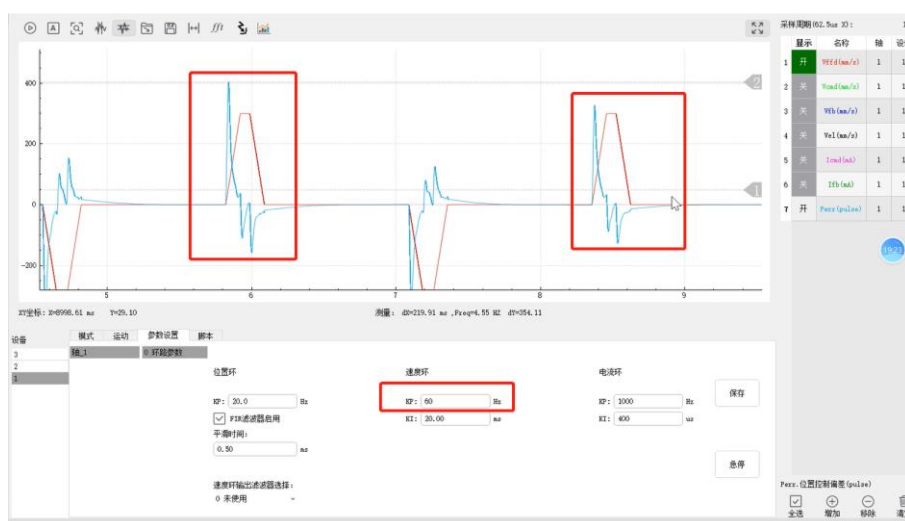 A
采样周期(62.5us X):
显示 名称 轴
1 开 Vffd(mm/s) 1
2 关 Vcmd(mm/s) 1
3 关 Vfb(mm/s) 1
4 关 Vel(mm/s) 1
5 关 Icmd(mA) 1
6 关 Ifb(mA) 1
7 开 Perr(pulse) 1
400
200
0
-200
2
1
5 6 7 8 9
19:23
XY坐标: X=8998.61 ms Y=29.10
测量: dX=219.91 ms ,Freq=4.55 HZ dY=354.11
设备
3
2
1
模式 运动 参数设置 脚本
轴_1 0 环路参数
位置环 速度环 电流环
KP: 20.0 Hz KP: 60 Hz KP: 1000 Hz 保存
FIR滤波器启用 KI: 20.00 ms KI: 400 us
平滑时间:
0.50 ms
急停
速度环输出滤波器选择:
0 未使用
Perr.位置控制偏差(pulse)
全选 增加 移除